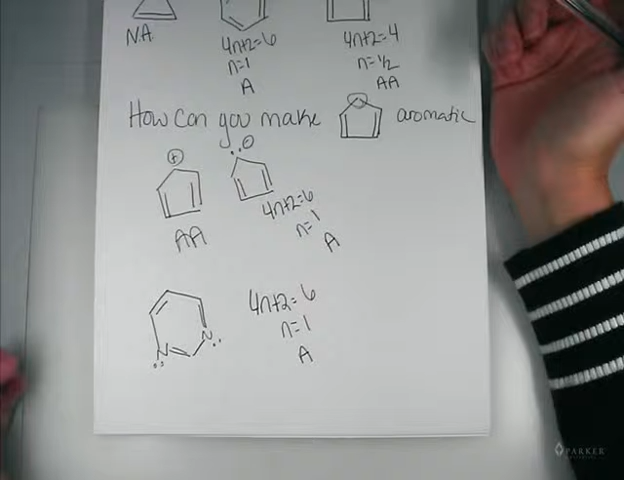 NA
4n+2=6
n=1
A
4n+2=4
n=1/2
AA
How can you make aromatic
AA
4n+2=6
n=1
A
4n+2=6
n=1
A
N N
PARKER